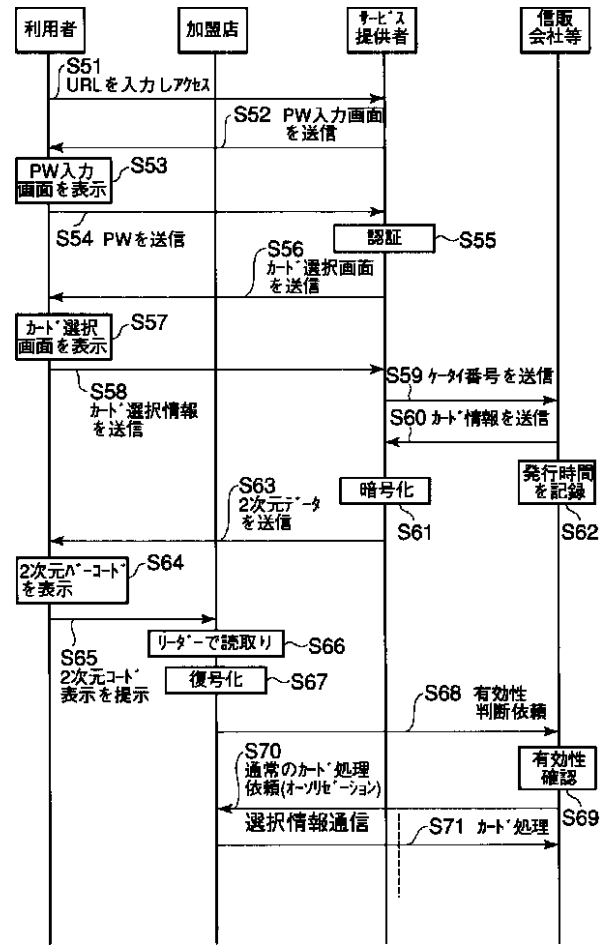 利用者
加盟店
サービス
提供者
信販
会社等
S51
URLを入力しアクセス
S52 PW入力画面
を送信
PW入力
画面を表示
S53
S54 PWを送信
認証
S55
S56
カード選択画面
を送信
カード選択
画面を表示
S57
S58
カード選択情報
を送信
S59 ケータイ番号を送信
S60 カード情報を送信
暗号化
S61
発行時間
を記録
S62
S63
2次元データ
を送信
2次元バーコード
を表示
S64
S65
2次元コード
表示を提示
リーダーで読取り
S66
復号化
S67
S68 有効性
判断依頼
有効性
確認
S69
S70
通常のカード処理
依頼(オーソリゼーション)
選択情報通信
S71 カード処理